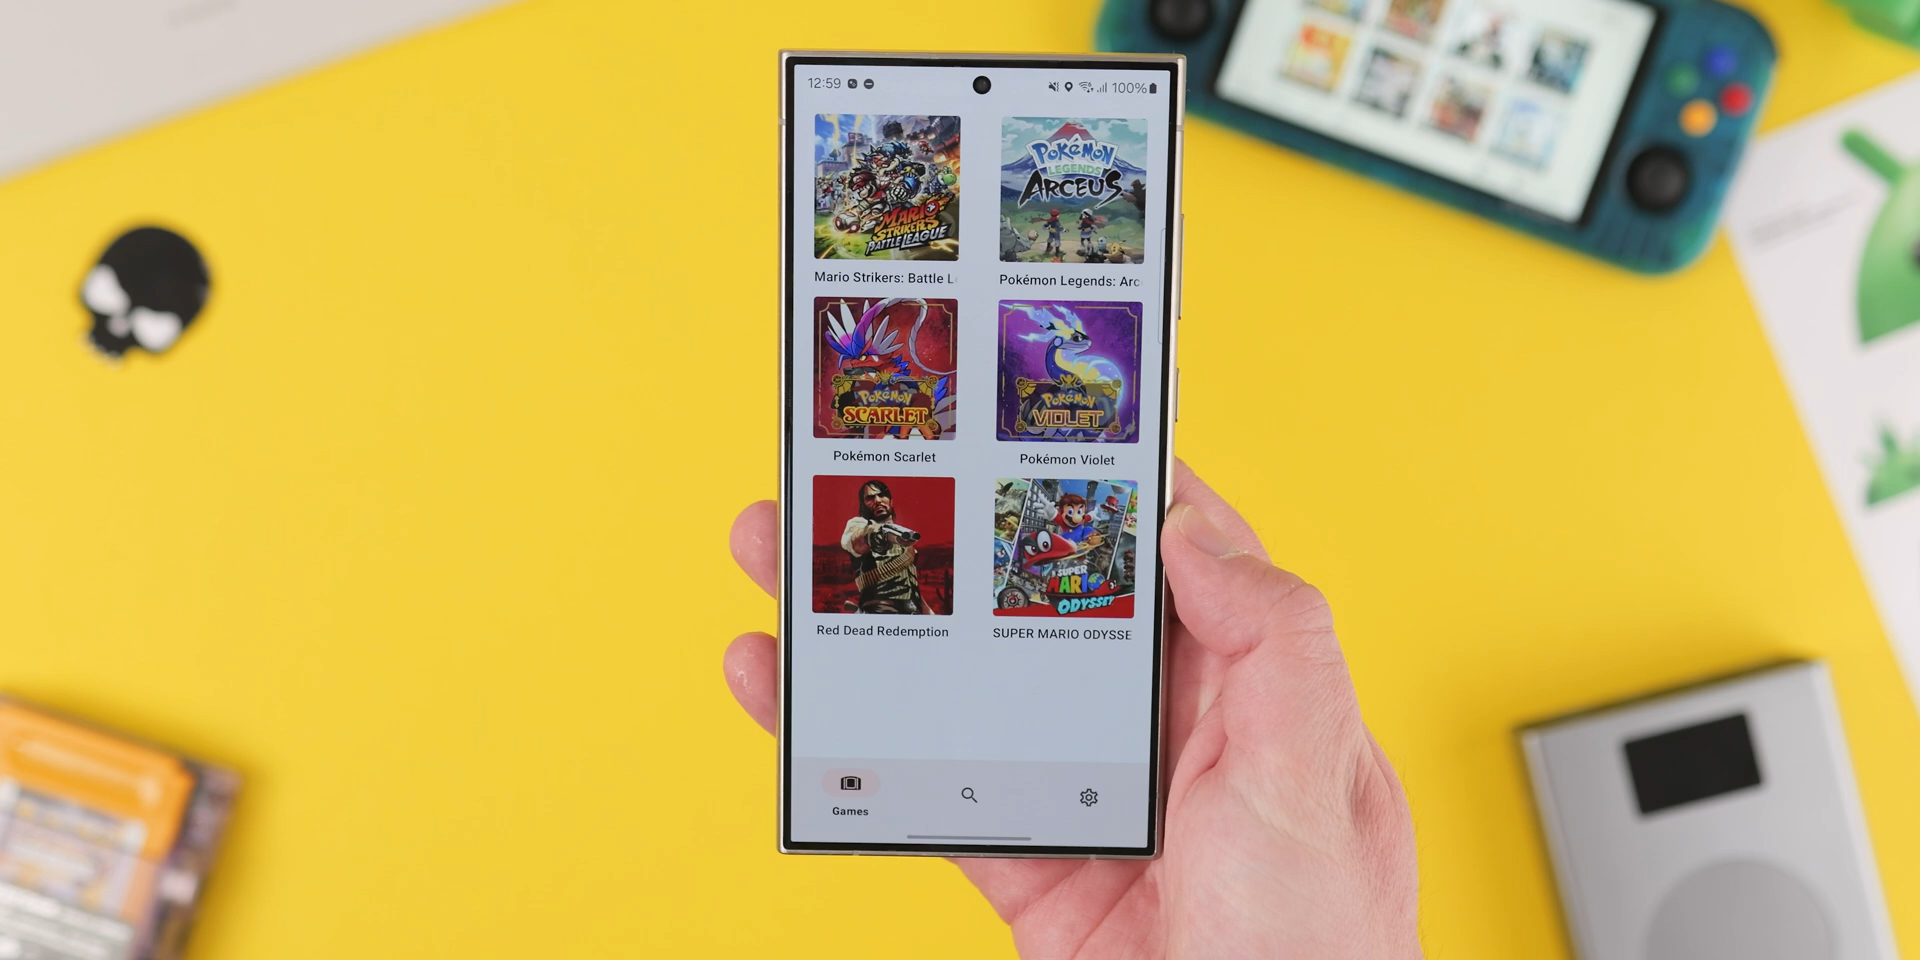 12:59
100%
MARIO
STRIKERS
BATTLE LEAGUE
POKÉMON
LEGENDS
ARCEUS
Mario Strikers: Battle L
Pokémon Legends: Arc
POKÉMON
SCARLET
POKÉMON
VIOLET
Pokémon Scarlet
Pokémon Violet
SUPER
MARIO
ODYSSEY
Red Dead Redemption
SUPER MARIO ODYSSE
Games